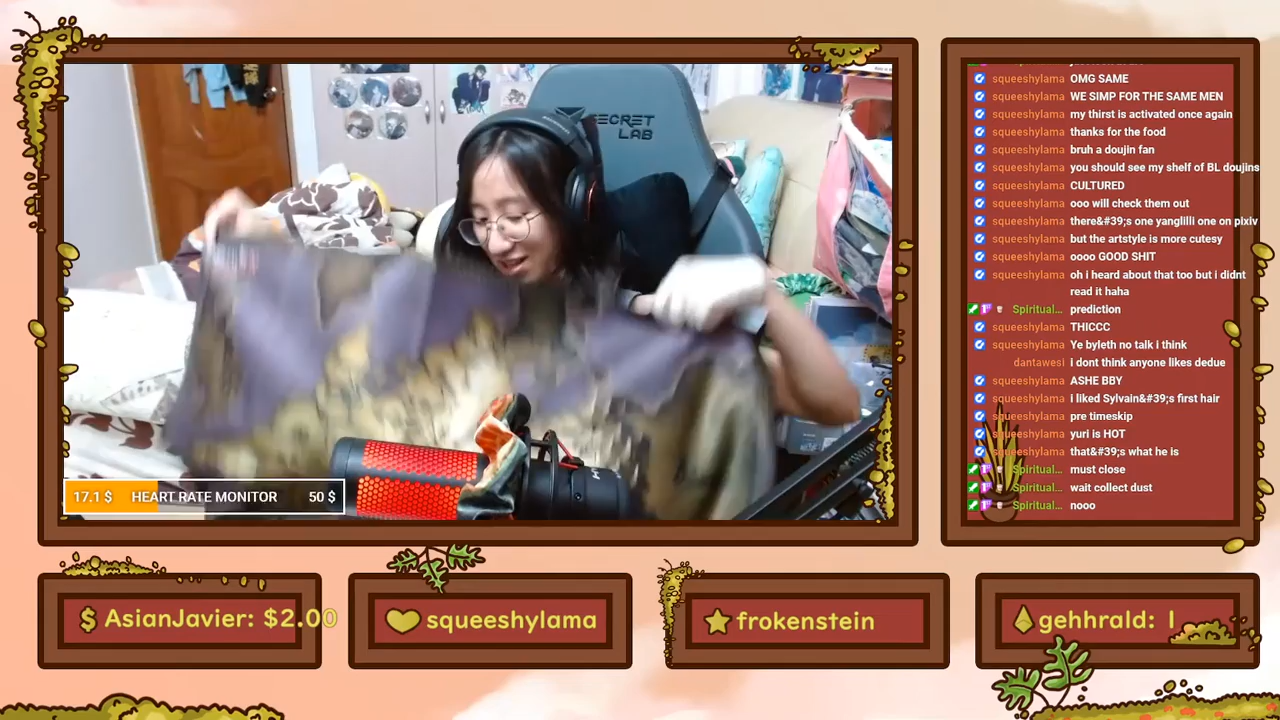 SECRET
LAB
17.1 $ HEART RATE MONITOR 50 $
squeeshylama OMG SAME
squeeshylama WE SIMP FOR THE SAME MEN
squeeshylama my thirst is activated once again
squeeshylama thanks for the food
squeeshylama bruh a doujin fan
squeeshylama you should see my shelf of BL doujins
squeeshylama CULTURED
squeeshylama ooo will check them out
squeeshylama there&#39;s one yanglilli one on pixiv
squeeshylama but the artstyle is more cutesy
squeeshylama oooo GOOD SHIT
squeeshylama oh i heard about that too but i didnt
read it haha
Spiritual... prediction
squeeshylama THICCC
squeeshylama Ye byleth no talk i think
dantawesl i dont think anyone likes dedue
squeeshylama ASHE BBY
squeeshylama i liked Sylvain&#39;s first hair
squeeshylama pre timeskip
squeeshylama yuri is HOT
squeeshylama that&#39;s what he is
Spiritual... must close
Spiritual... wait collect dust
Spiritual... nooo
$ AsianJavier: $2.00
squeeshylama
frokenstein
gehhrald: 1